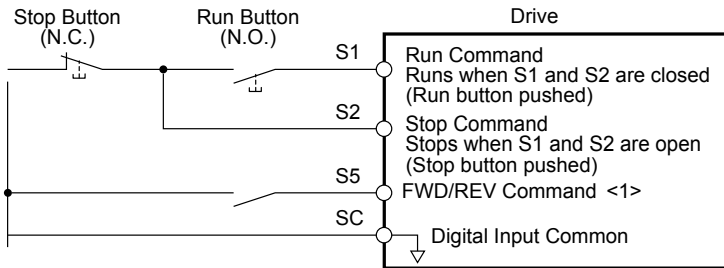 Stop Button
(N.C.)
Run Button
(N.O.)
Drive
S1
Run Command
Runs when S1 and S2 are closed
(Run button pushed)
S2
Stop Command
Stops when S1 and S2 are open
(Stop button pushed)
S5
FWD/REV Command <1>
SC
Digital Input Common